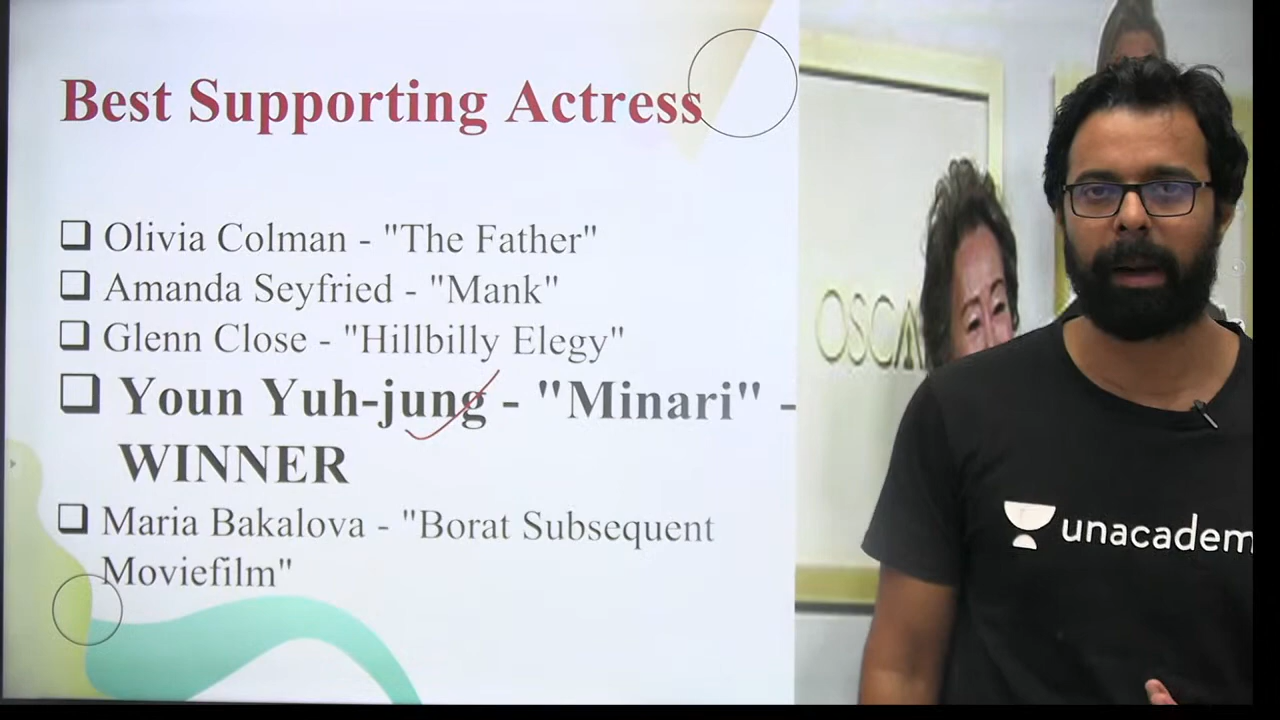 Best Supporting Actress
❑ Olivia Colman - "The Father"
❑ Amanda Seyfried - "Mank"
❑ Glenn Close - "Hillbilly Elegy"
❑ Youn Yuh-jung - "Minari" -
WINNER
❑ Maria Bakalova - "Borat Subsequent
Moviefilm"
OSCA
unacadem